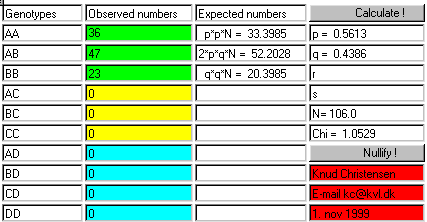 Genotypes Observed numbers Expected numbers Calculate !
AA 36 p*p*N = 33.3985 p = 0.5613
AB 47 2*p*q*N = 52.2028 q = 0.4386
BB 23 q*q*N = 20.3985 r
AC 0 s
BC 0 N= 106.0
CC 0 Chi = 1.0529
AD 0 Nullify !
BD 0 Knud Christensen
CD 0 E-mail kc@kvl.dk
DD 0 1. nov 1999